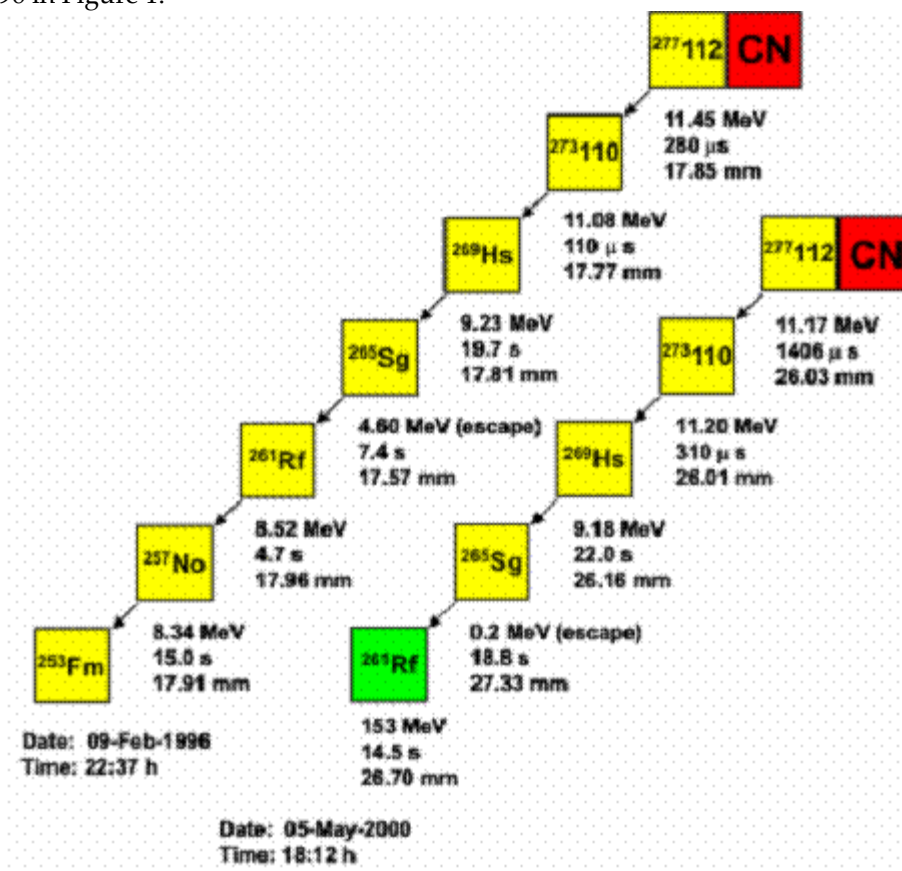 90 in Figure 1.
277112 CN
11.45 MeV
280 μs
17.85 mm
273110
11.08 MeV
110 μ s
17.77 mm
269Hs
9.23 MeV
19.7 s
17.81 mm
265Sg
4.60 MeV (escape)
7.4 s
17.57 mm
261Rf
8.52 MeV
4.7 s
17.96 mm
257No
8.34 MeV
15.0 s
17.91 mm
253Fm
Date: 09-Feb-1996
Time: 22:37 h
277112 CN
11.17 MeV
1406 μ s
26.03 mm
273110
11.20 MeV
310 μ s
26.01 mm
269Hs
9.18 MeV
22.0 s
26.16 mm
265Sg
0.2 MeV (escape)
18.8 s
27.33 mm
261Rf
153 MeV
14.5 s
26.70 mm
Date: 05-May-2000
Time: 18:12 h